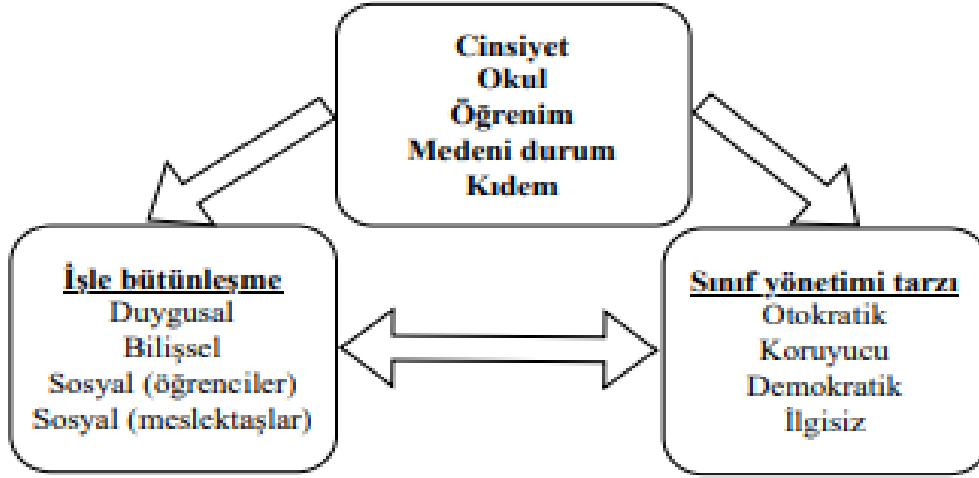 Cinsiyet
Okul
Öğrenim
Medeni durum
Kıdem
İşle bütünleşme
Duygusal
Bilişsel
Sosyal (öğrenciler)
Sosyal (meslektaşlar)
Sınıf yönetimi tarzı
Otokratik
Koruyucu
Demokratik
İlgisiz